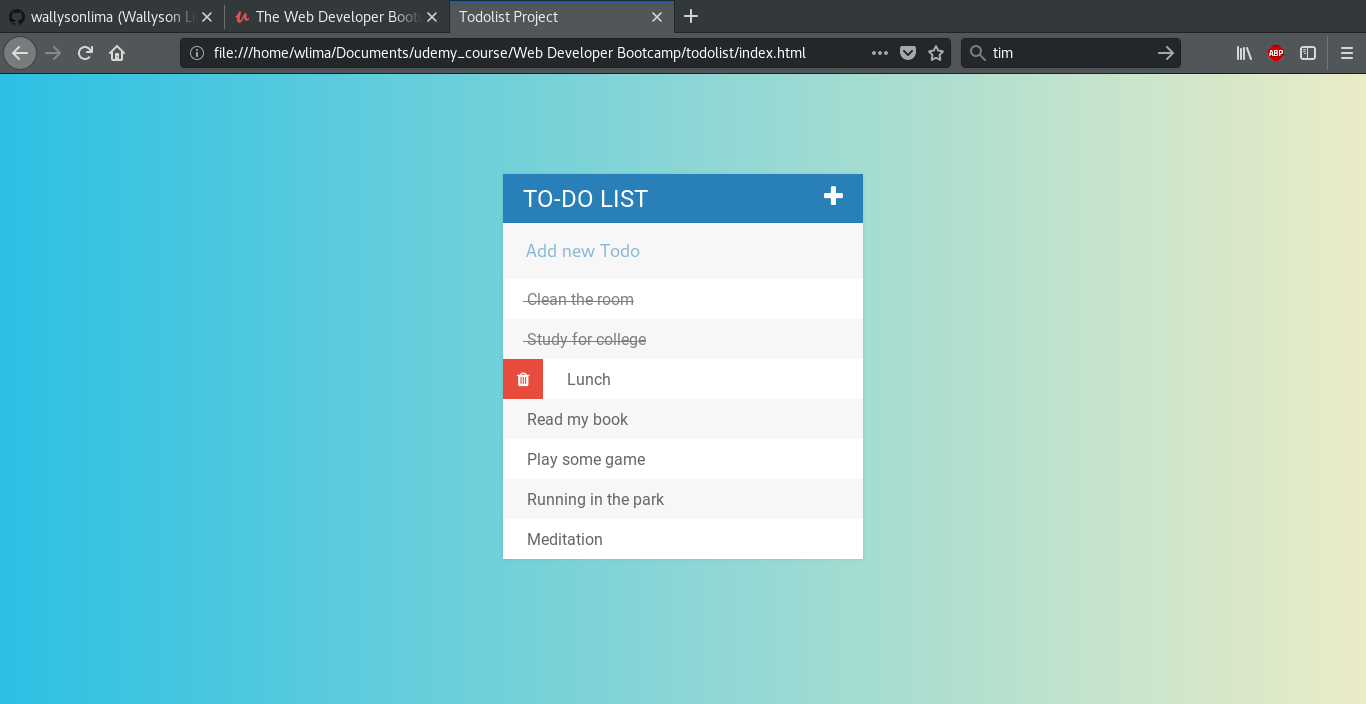 wallysonlima (Wallyson Li
The Web Developer Boot
Todolist Project
file:///home/wlima/Documents/udemy_course/Web Developer Bootcamp/todolist/index.html
tim
ABP
TO-DO LIST
Add new Todo
Clean the room
Study for college
Lunch
Read my book
Play some game
Running in the park
Meditation